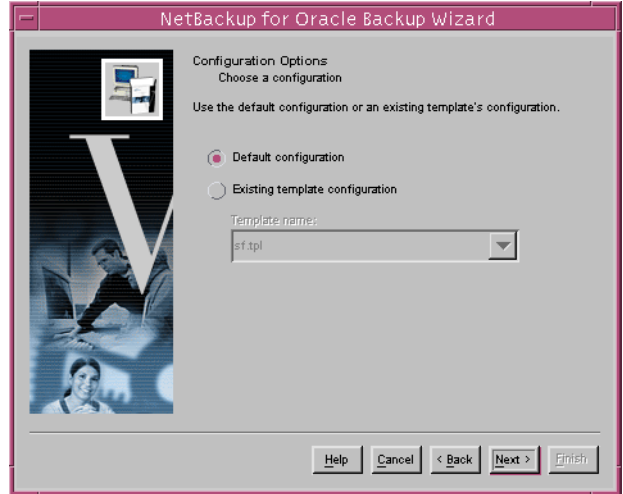 NetBackup for Oracle Backup Wizard
Configuration Options
Choose a configuration
Use the default configuration or an existing template's configuration.
Default configuration
Existing template configuration
Template name:
sf.tpl
Help Cancel < Back Next > Finish